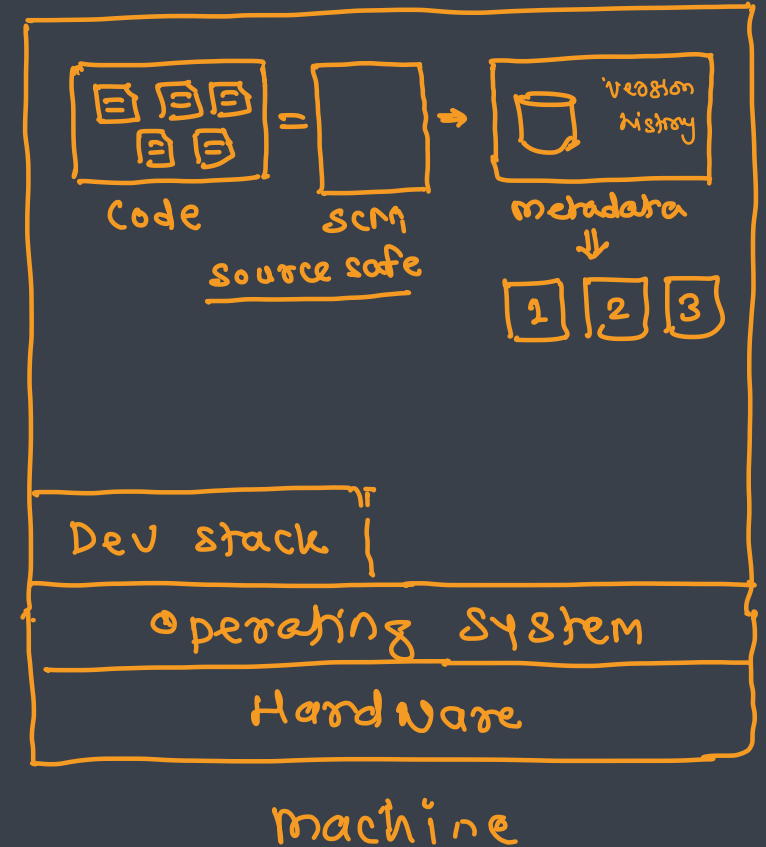 version
history
Code
=
SCM
→
metadata
source safe
⇓
1 2 3
Dev stack
Operating System
Hardware
Machine